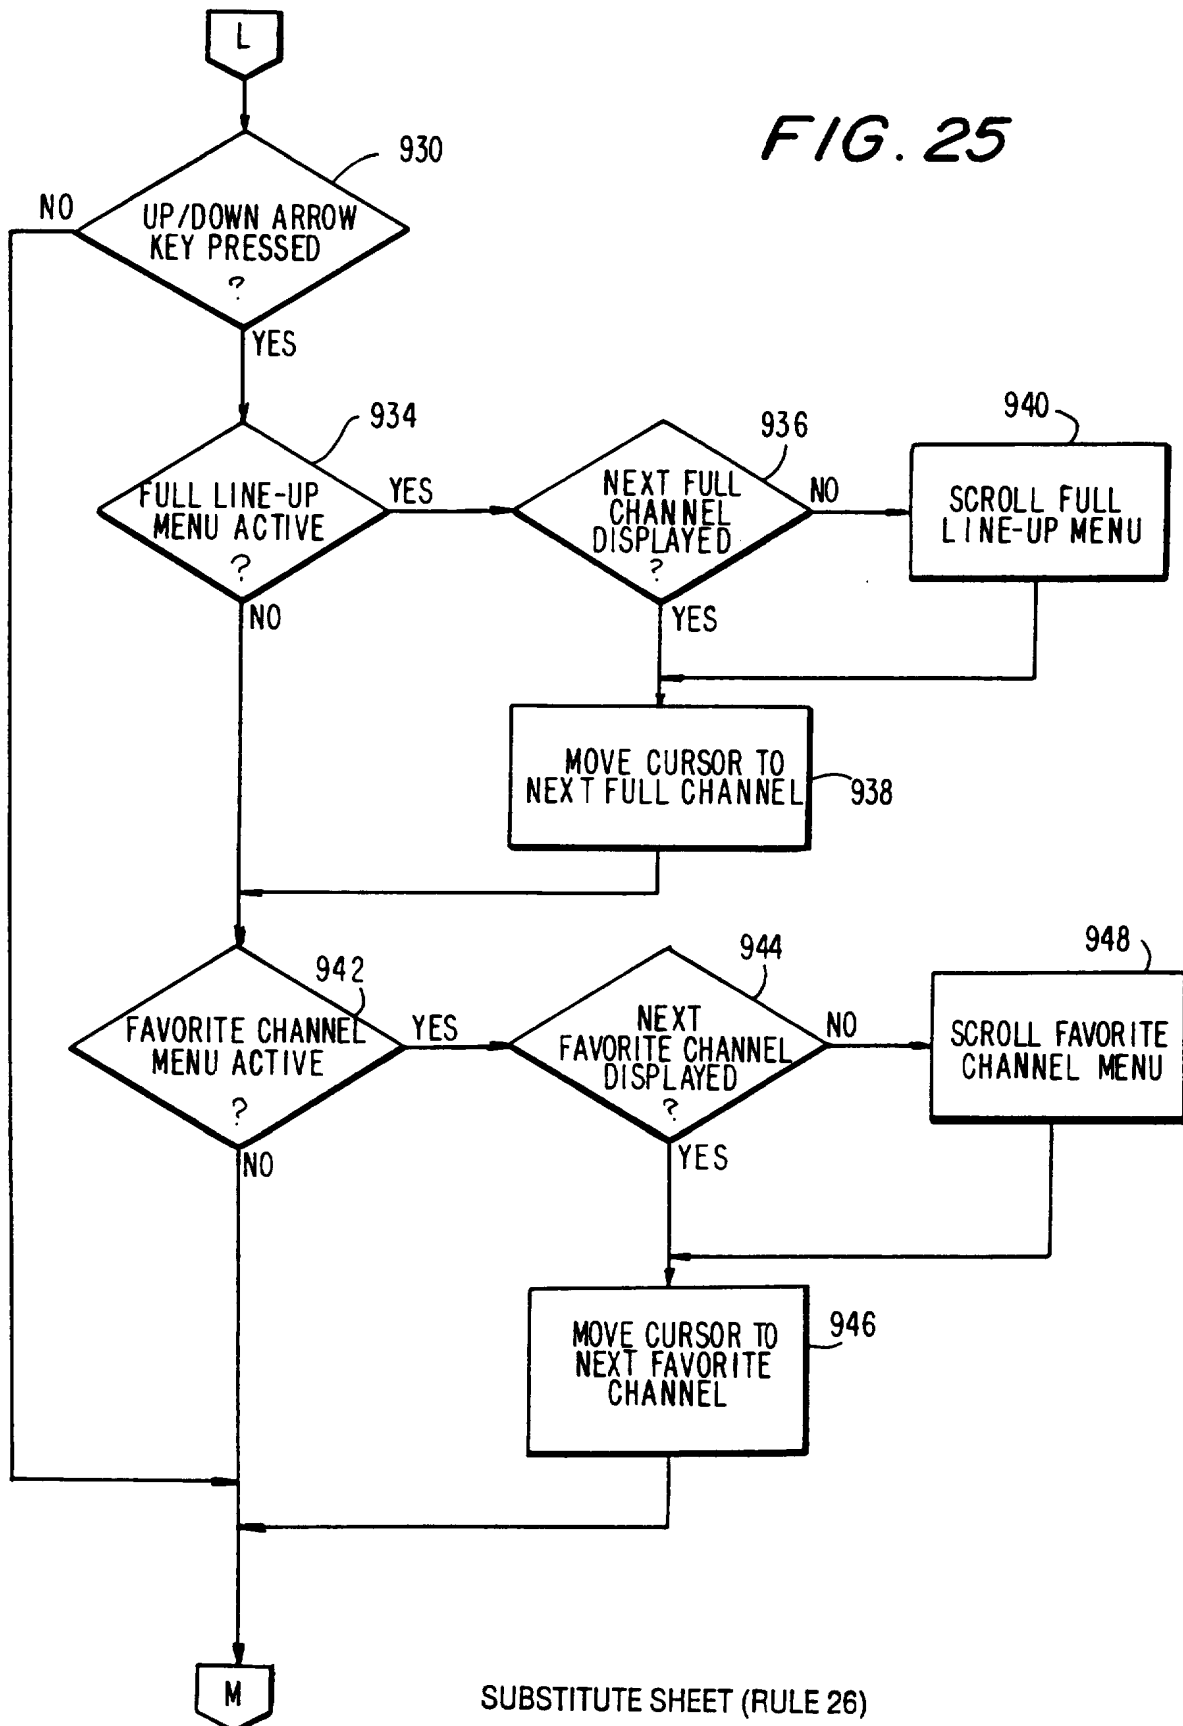 L
FIG. 25
930
NO
UP/DOWN ARROW
KEY PRESSED
?
YES
934
FULL LINE-UP
MENU ACTIVE
?
YES
NO
936
NEXT FULL
CHANNEL
DISPLAYED
?
NO
YES
940
SCROLL FULL
LINE-UP MENU
MOVE CURSOR TO
NEXT FULL CHANNEL
938
942
FAVORITE CHANNEL
MENU ACTIVE
?
YES
NO
944
NEXT
FAVORITE CHANNEL
DISPLAYED
?
NO
YES
948
SCROLL FAVORITE
CHANNEL MENU
MOVE CURSOR TO
NEXT FAVORITE
CHANNEL
946
M
SUBSTITUTE SHEET (RULE 26)